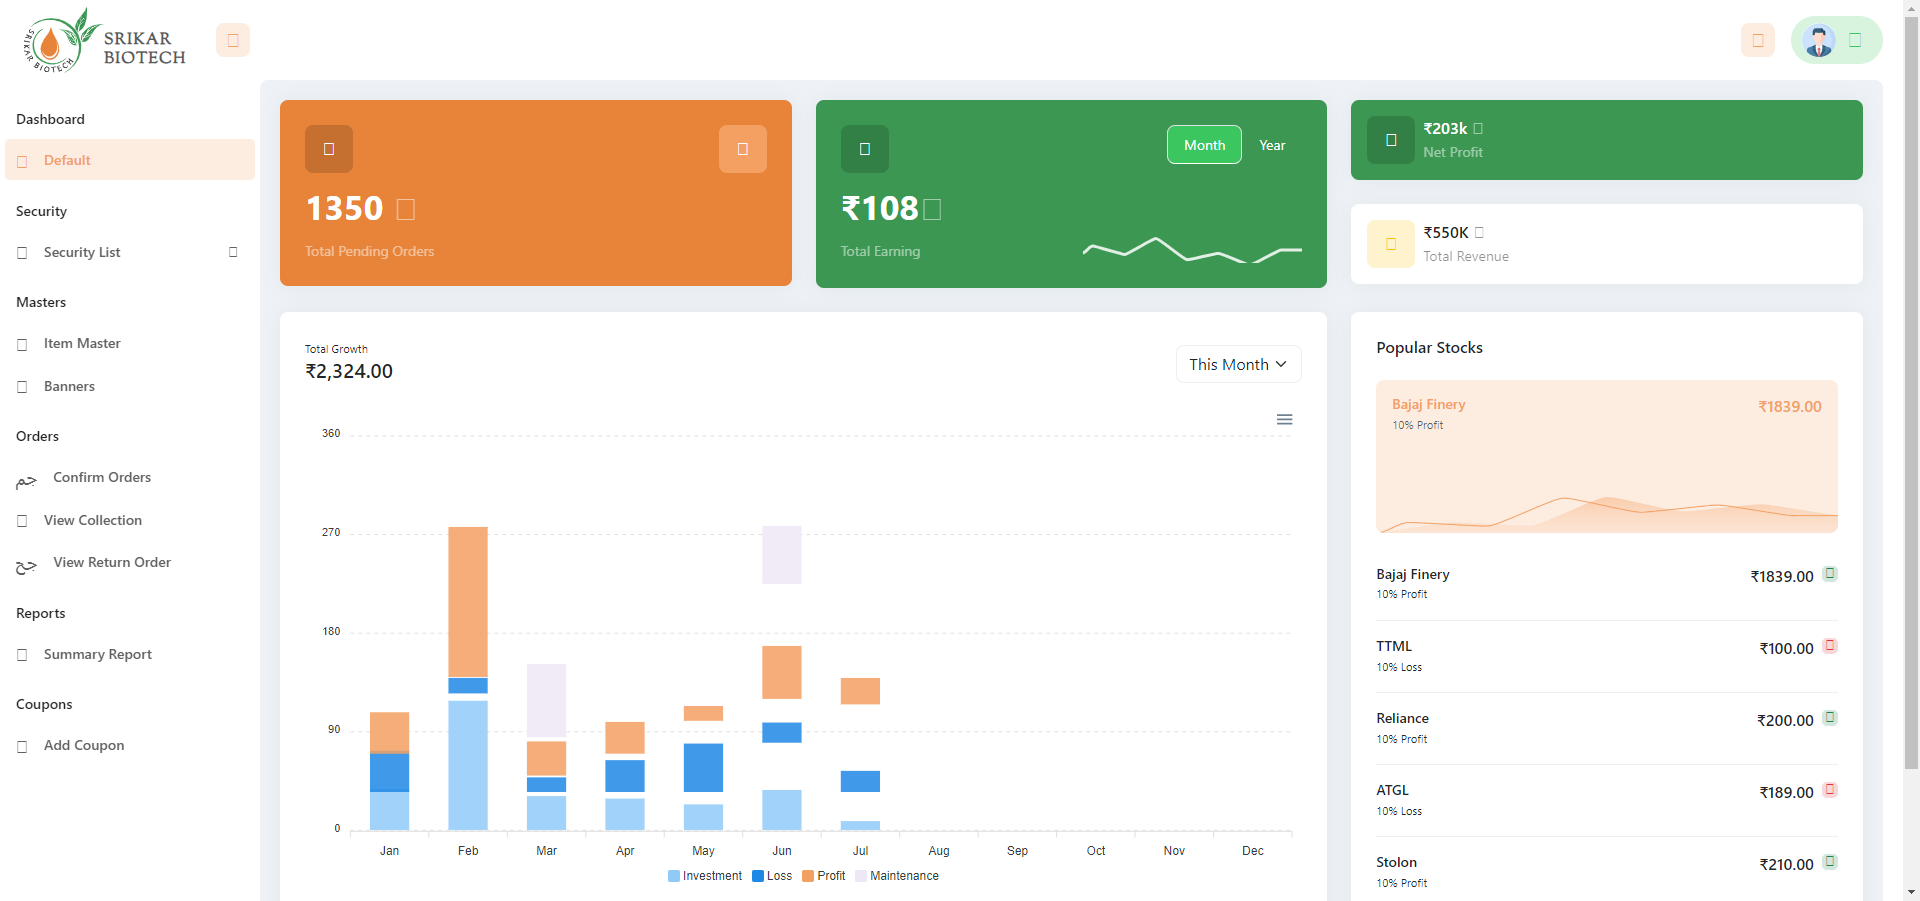 SRIKAR
BIOTECH
SRIKAR BIOTECH
Dashboard
Default
Security
Security List
Masters
Item Master
Banners
Orders
Confirm Orders
View Collection
View Return Order
Reports
Summary Report
Coupons
Add Coupon
1350
Total Pending Orders
Month Year
₹108
Total Earning
₹203k
Net Profit
₹550K
Total Revenue
Total Growth
₹2,324.00
This Month
360
270
180
90
0
Jan Feb Mar Apr May Jun Jul Aug Sep Oct Nov Dec
Investment Loss Profit Maintenance
Popular Stocks
Bajaj Finery ₹1839.00
10% Profit
Bajaj Finery ₹1839.00
10% Profit
TTML ₹100.00
10% Loss
Reliance ₹200.00
10% Profit
ATGL ₹189.00
10% Loss
Stolon ₹210.00
10% Profit